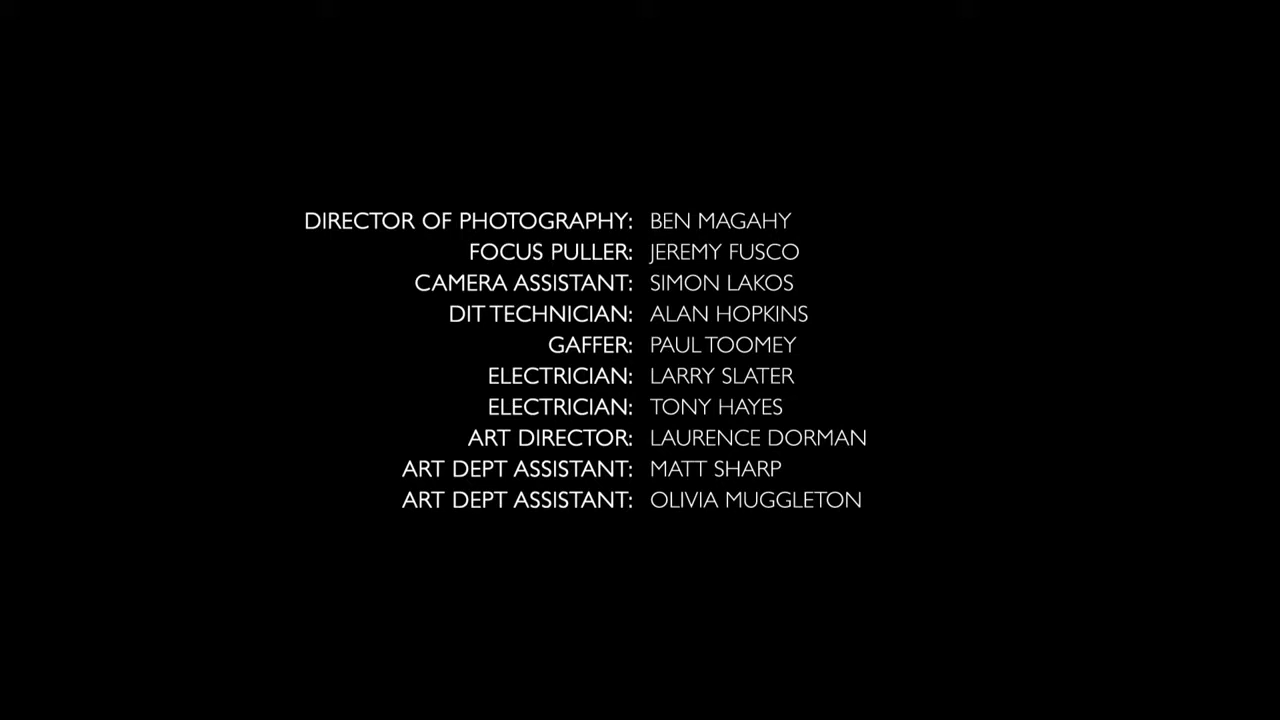 DIRECTOR OF PHOTOGRAPHY: BEN MAGAHY
FOCUS PULLER: JEREMY FUSCO
CAMERA ASSISTANT: SIMON LAKOS
DIT TECHNICIAN: ALAN HOPKINS
GAFFER: PAUL TOOMEY
ELECTRICIAN: LARRY SLATER
ELECTRICIAN: TONY HAYES
ART DIRECTOR: LAURENCE DORMAN
ART DEPT ASSISTANT: MATT SHARP
ART DEPT ASSISTANT: OLIVIA MUGGLETON